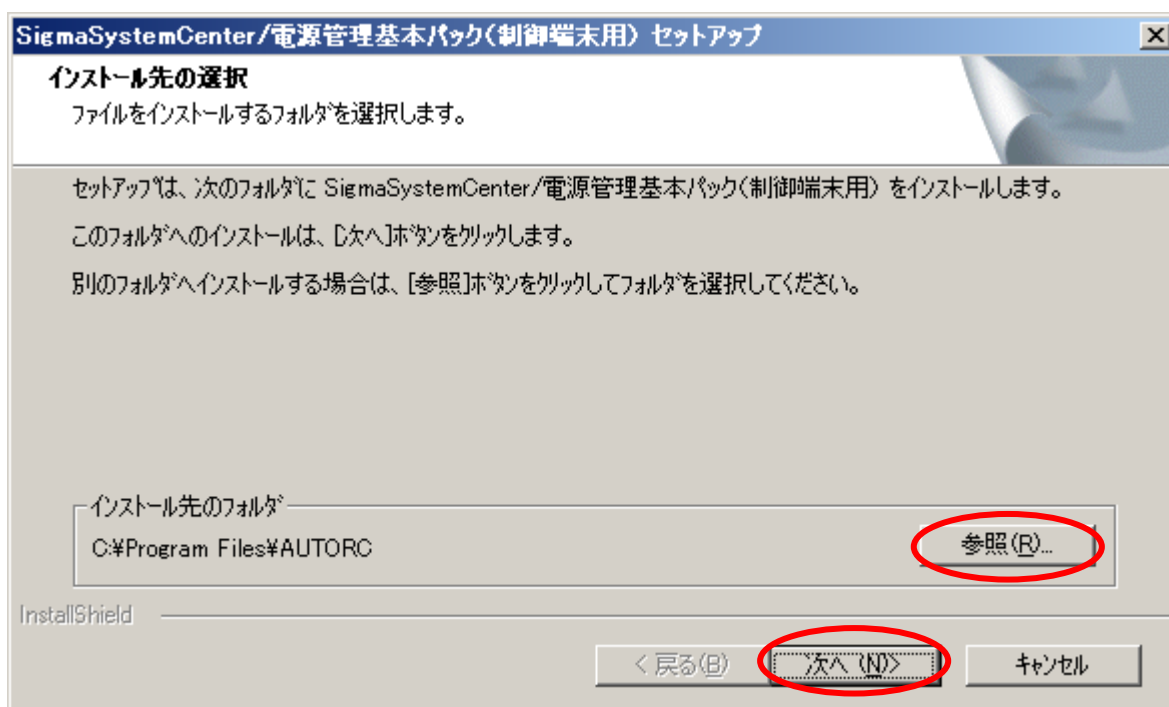 SigmaSystemCenter/電源管理基本パック(制御端末用) セットアップ
インストール先の選択
ファイルをインストールするフォルダを選択します。
セットアップは、次のフォルダに SigmaSystemCenter/電源管理基本パック(制御端末用) をインストールします。
このフォルダへのインストールは、[次へ]ボタンをクリックします。
別のフォルダへインストールする場合は、[参照]ボタンをクリックしてフォルダを選択してください。
インストール先のフォルダ
C:¥Program Files¥AUTORC
参照(R)...
InstallShield
< 戻る(B) 次へ (N)> キャンセル